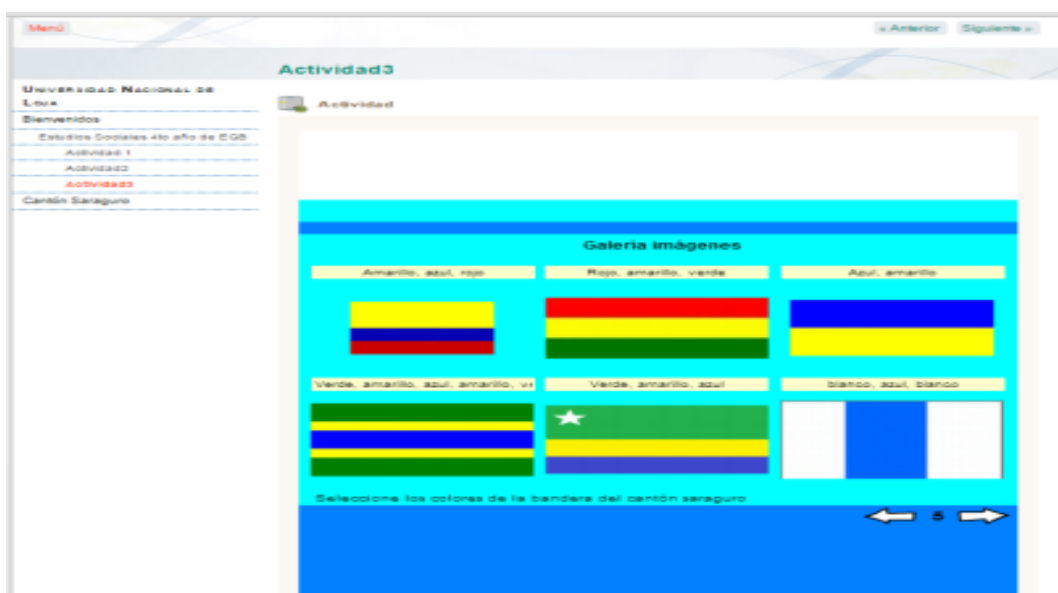 Menú
« Anterior Siguiente »
Actividad3
Universidad Nacional de
Loja
Bienvenidos
Estudios Sociales 4to año de EGB
Actividad 1
Actividad2
Actividad3
Cantón Saraguro
Actividad
Galería imágenes
Amarillo, azul, rojo
Rojo, amarillo, verde
Azul, amarillo
Verde, amarillo, azul, amarillo, ve
Verde, amarillo, azul
blanco, azul, blanco
Seleccione los colores de la bandera del cantón saraguro
5